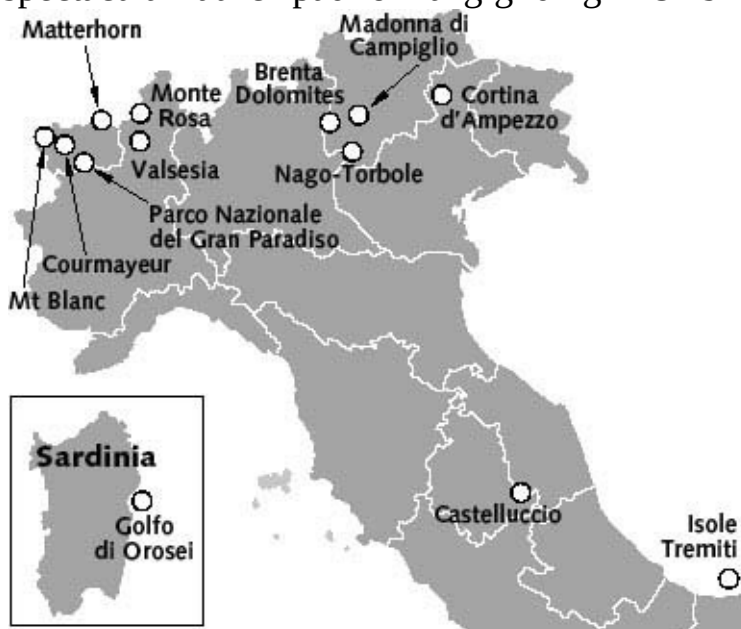 Matterhorn
Madonna di
Campiglio
Brenta
Dolomites
Monte
Rosa
Cortina
d'Ampezzo
Valsesia
Nago-Torbole
Parco Nazionale
del Gran Paradiso
Courmayeur
Mt Blanc
Sardinia
Golfo
di Orosei
Castelluccio
Isole
Tremiti